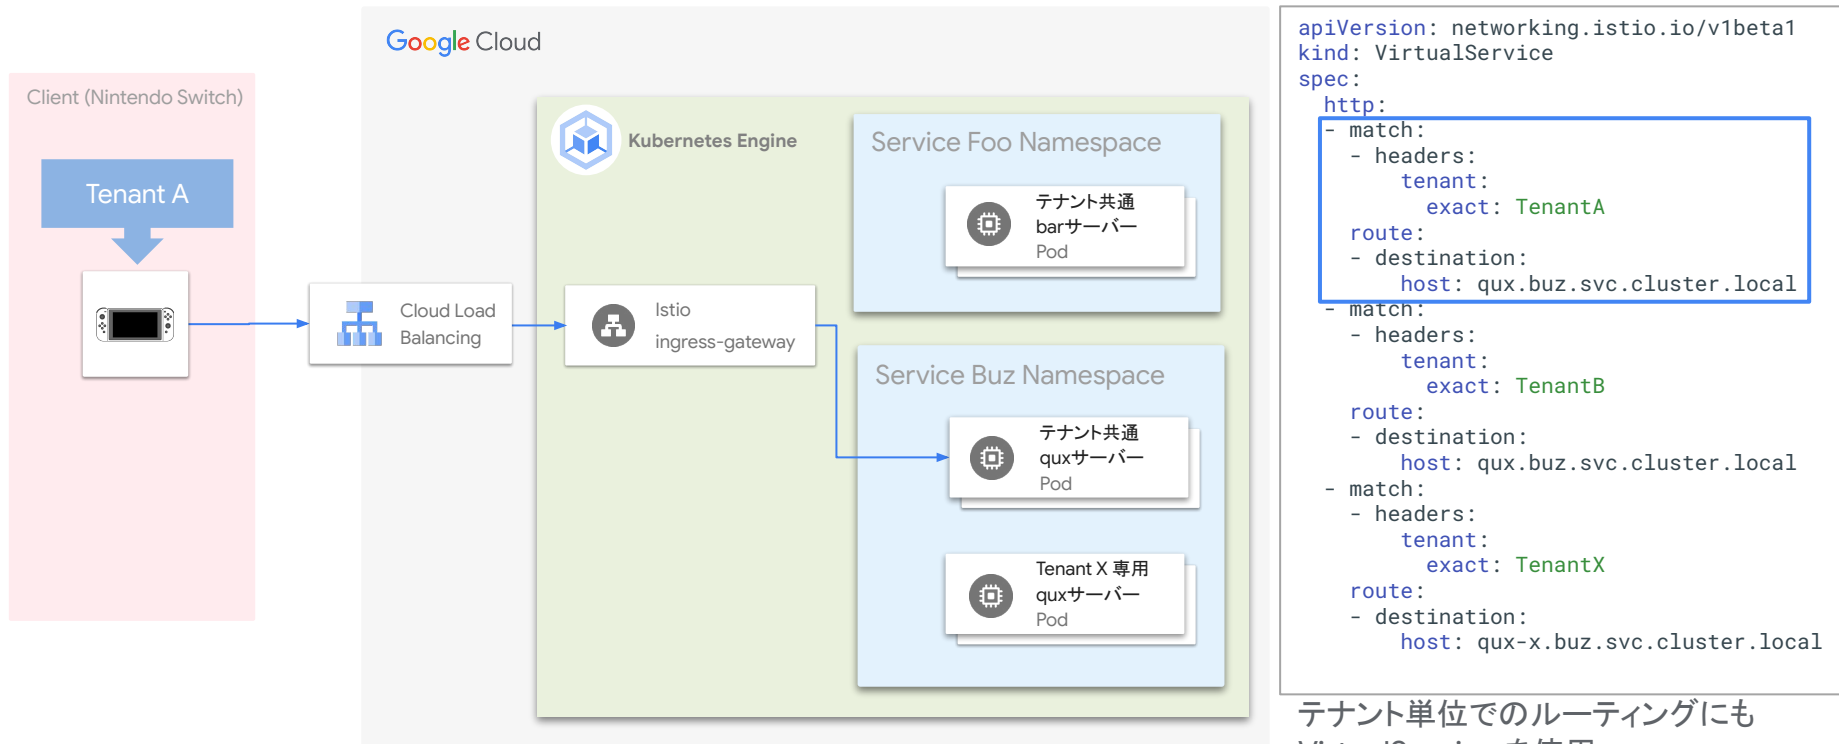 Google Cloud
Client (Nintendo Switch)
Tenant A
Cloud Load
Balancing
Kubernetes Engine
Istio
ingress-gateway
Service Foo Namespace
テナント共通
barサーバー
Pod
Service Buz Namespace
テナント共通
quxサーバー
Pod
Tenant X 専用
quxサーバー
Pod
apiVersion: networking.istio.io/v1beta1
kind: VirtualService
spec:
  http:
  - match:
    - headers:
        tenant:
          exact: TenantA
    route:
    - destination:
        host: qux.buz.svc.cluster.local
  - match:
    - headers:
        tenant:
          exact: TenantB
    route:
    - destination:
        host: qux.buz.svc.cluster.local
  - match:
    - headers:
        tenant:
          exact: TenantX
    route:
    - destination:
        host: qux-x.buz.svc.cluster.local
テナント単位でのルーティングにも